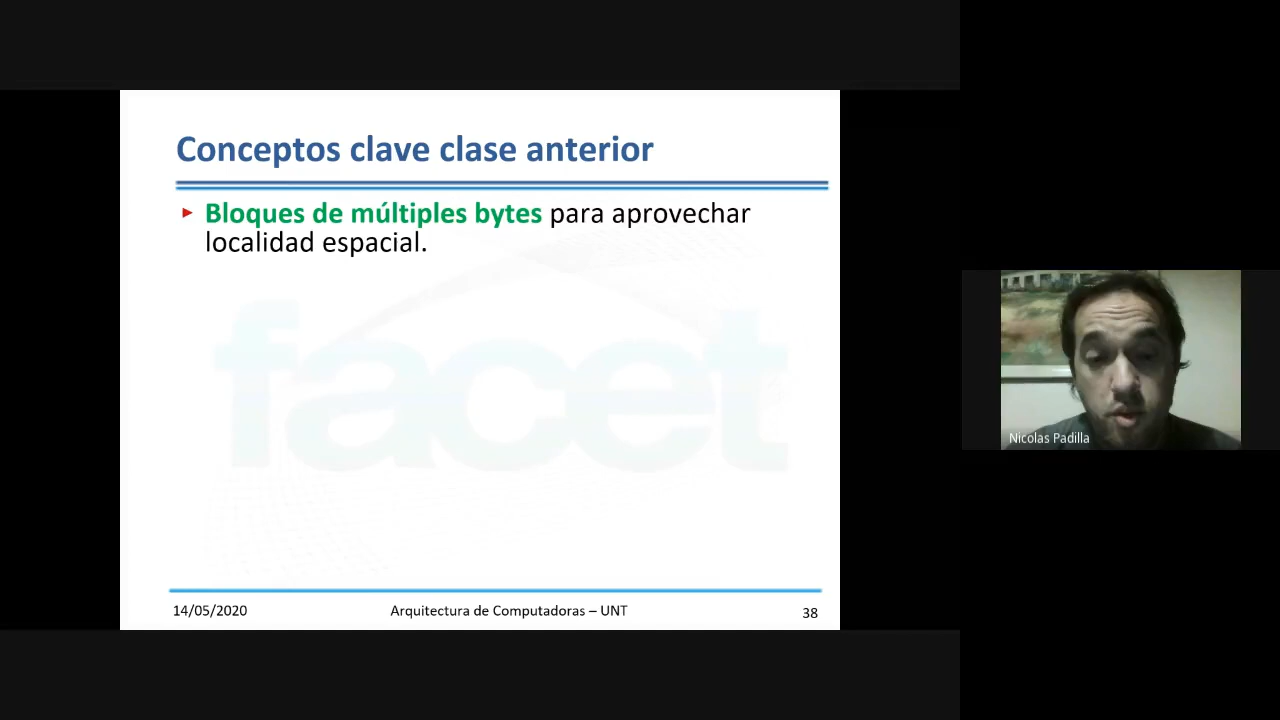 Conceptos clave clase anterior
Bloques de múltiples bytes para aprovechar
localidad espacial.
facet
14/05/2020
Arquitectura de Computadoras – UNT
38
Nicolas Padilla